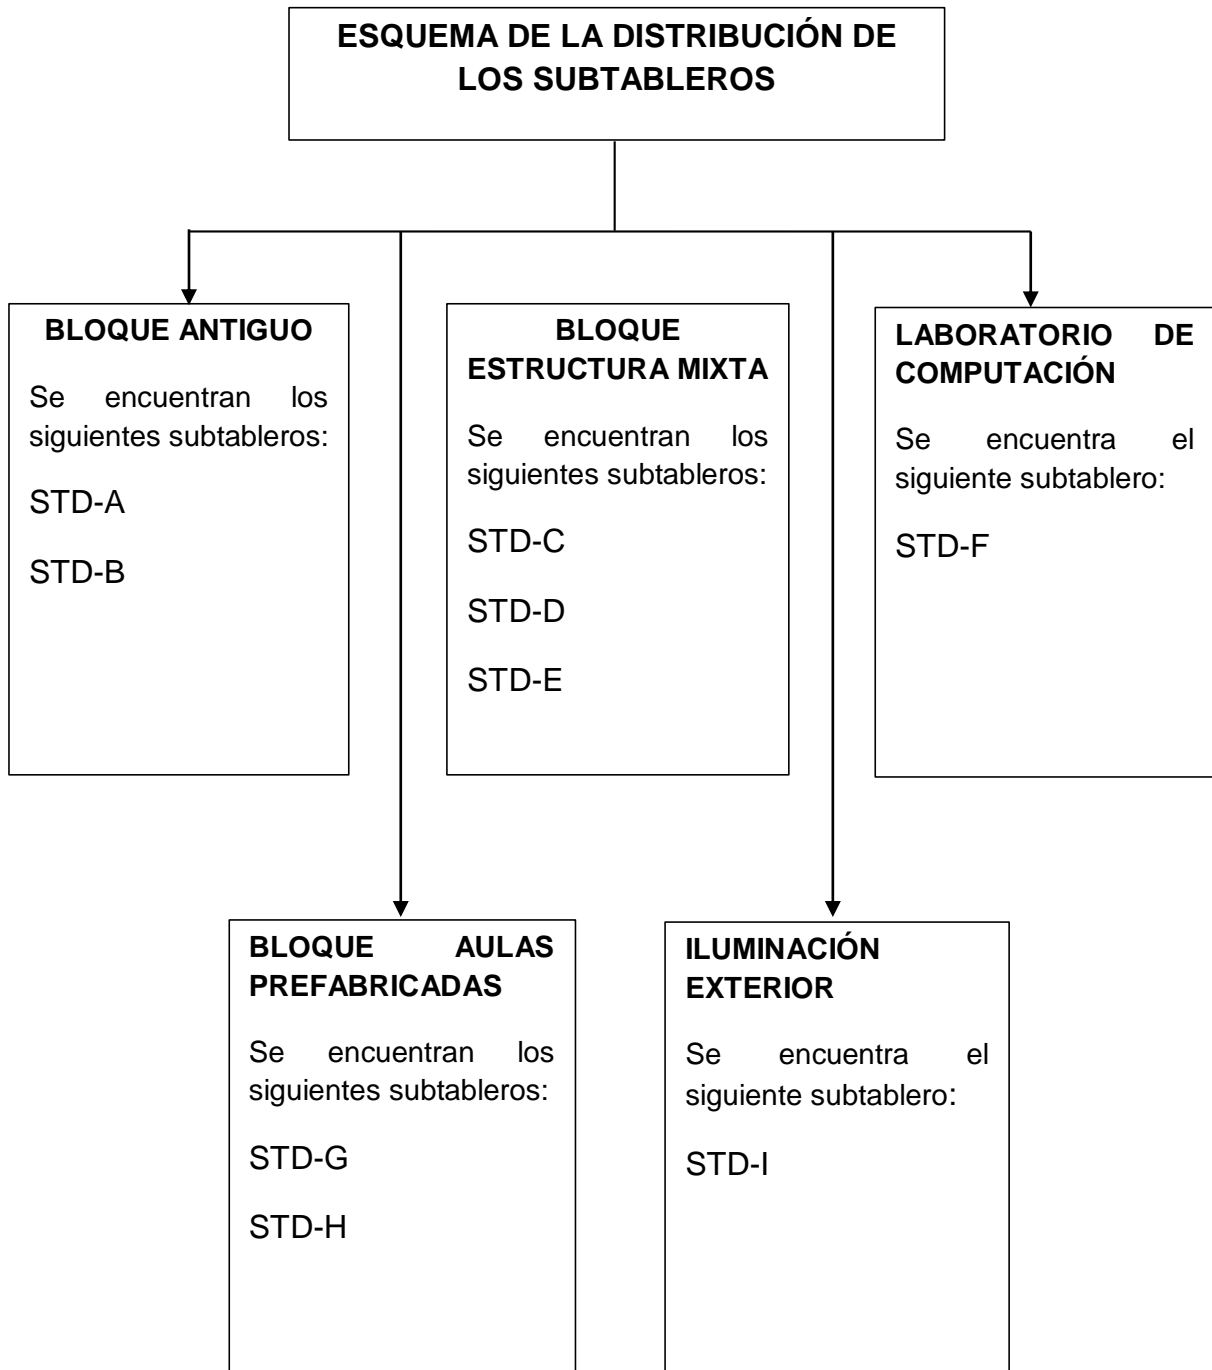 ESQUEMA DE LA DISTRIBUCIÓN DE
LOS SUBTABLEROS
BLOQUE ANTIGUO
Se encuentran los
siguientes subtableros:
STD-A
STD-B
BLOQUE
ESTRUCTURA MIXTA
Se encuentran los
siguientes subtableros:
STD-C
STD-D
STD-E
LABORATORIO DE
COMPUTACIÓN
Se encuentra el
siguiente subtablero:
STD-F
BLOQUE AULAS
PREFABRICADAS
Se encuentran los
siguientes subtableros:
STD-G
STD-H
ILUMINACIÓN
EXTERIOR
Se encuentra el
siguiente subtablero:
STD-I